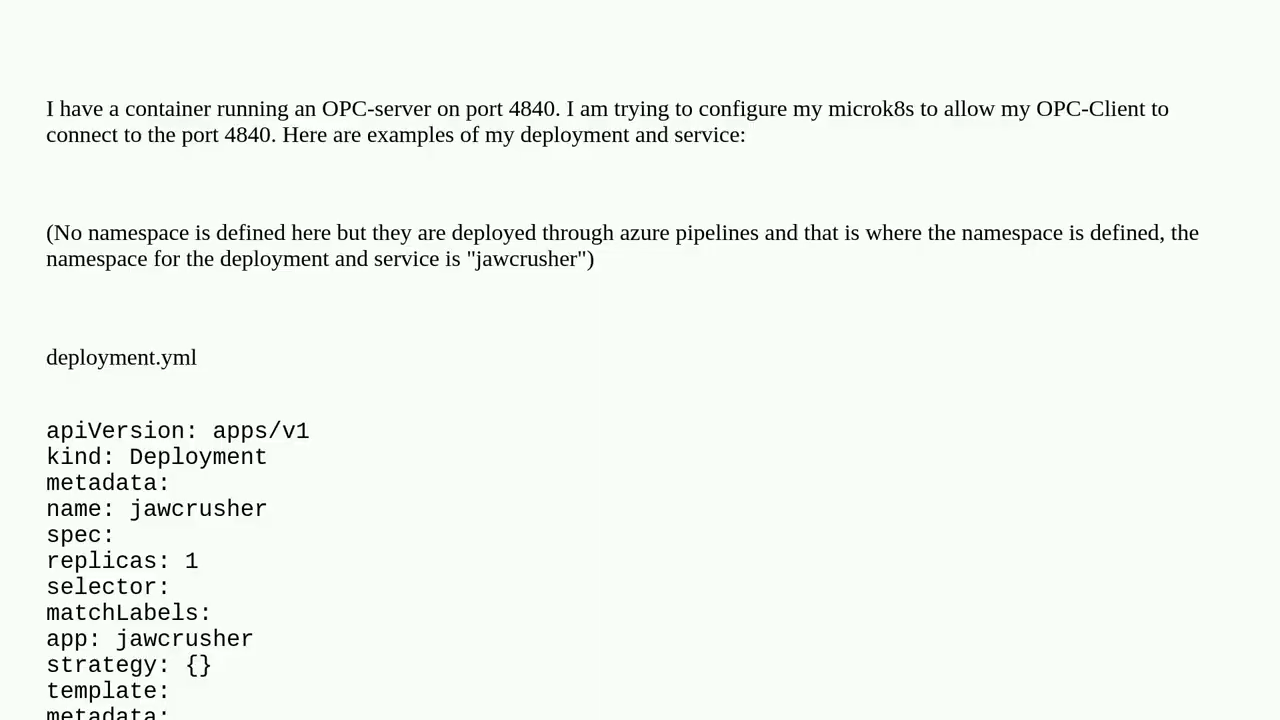 I have a container running an OPC-server on port 4840. I am trying to configure my microk8s to allow my OPC-Client to
connect to the port 4840. Here are examples of my deployment and service:
(No namespace is defined here but they are deployed through azure pipelines and that is where the namespace is defined, the
namespace for the deployment and service is "jawcrusher")
deployment.yml
apiVersion: apps/v1
kind: Deployment
metadata:
name: jawcrusher
spec:
replicas: 1
selector:
matchLabels:
app: jawcrusher
strategy: {}
template:
metadata: